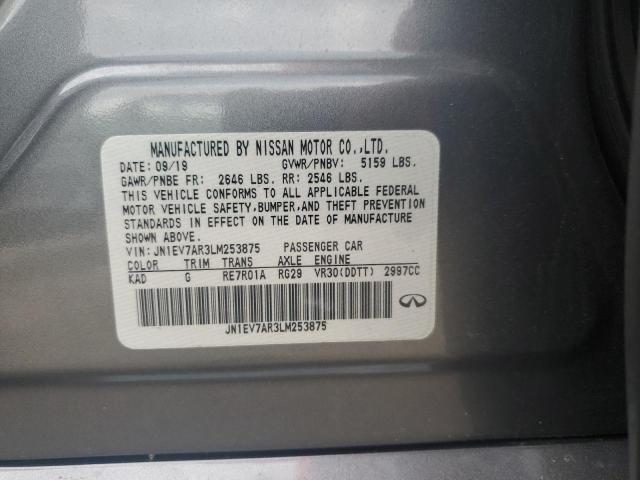 MANUFACTURED BY NISSAN MOTOR CO.,LTD.
DATE: 09/19 GVWR/PNBV: 5159 LBS.
GAWR/PNBE FR: 2646 LBS. RR: 2546 LBS.
THIS VEHICLE CONFORMS TO ALL APPLICABLE FEDERAL
MOTOR VEHICLE SAFETY,BUMPER,AND THEFT PREVENTION
STANDARDS IN EFFECT ON THE DATE OF MANUFACTURE
SHOWN ABOVE.
VIN: JN1EV7AR3LM253875 PASSENGER CAR
COLOR TRIM TRANS AXLE ENGINE
KAD G RE7R01A RG29 VR30(DDTT) 2997CC
JN1EV7AR3LM253875